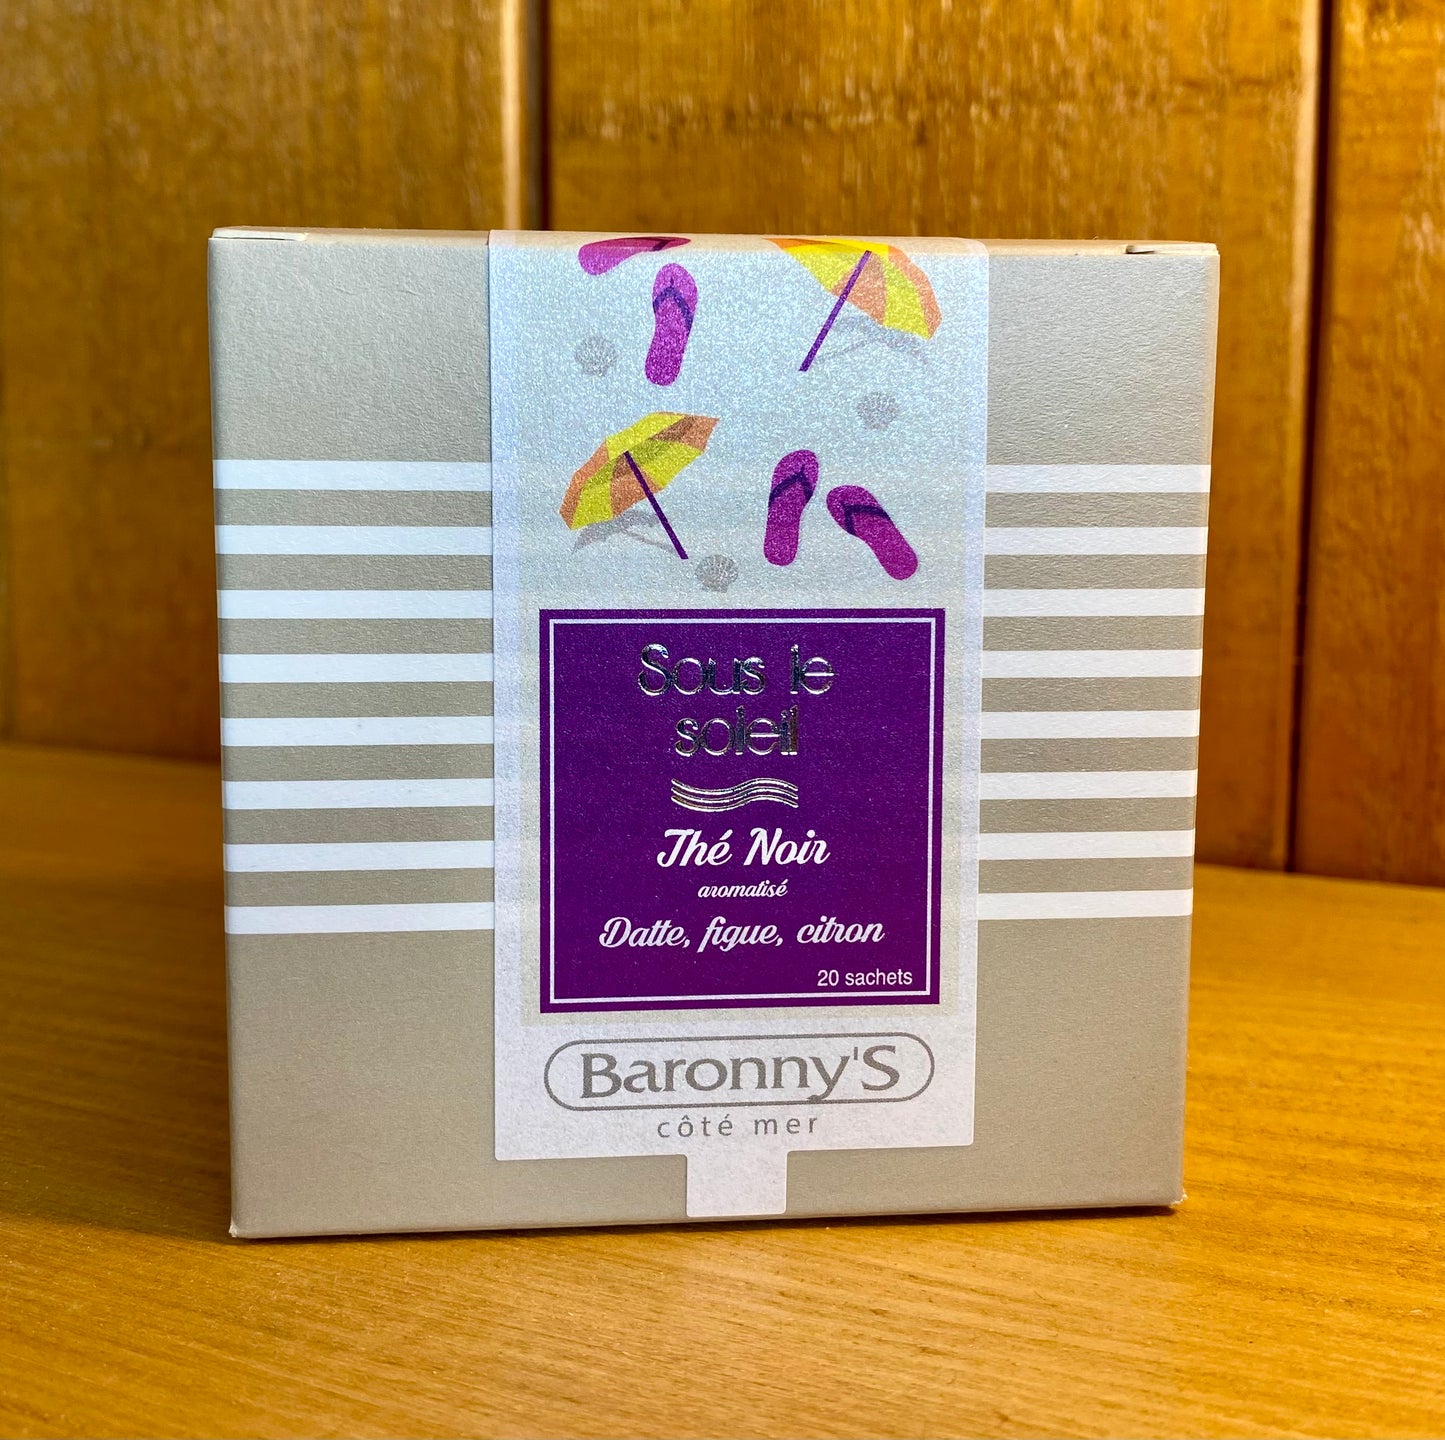 Sous le
soleil
Thé Noir
aromatisé
Datte, figue, citron
20 sachets
Baronny'S
côté mer